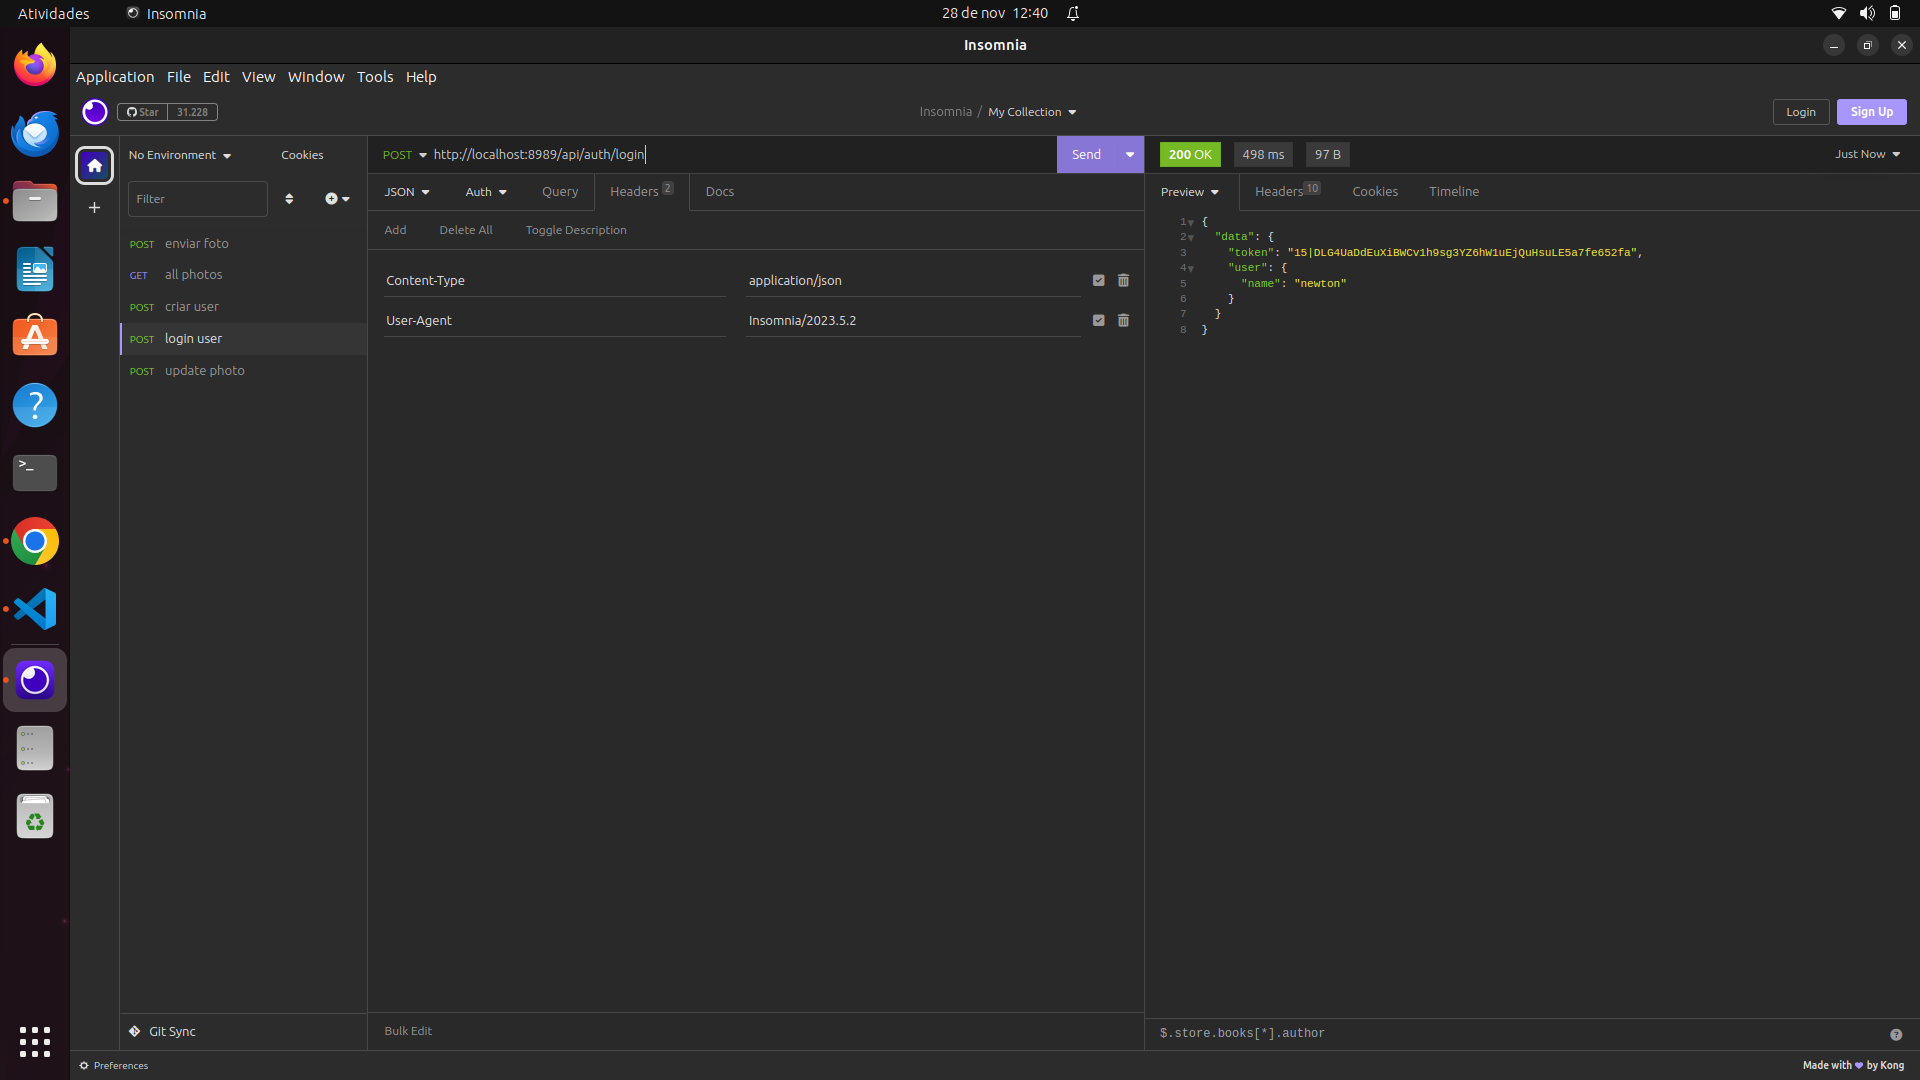 Atividades Insomnia 28 de nov 12:40
Insomnia
Application File Edit View Window Tools Help
Star 31.228 Insomnia / My Collection Login Sign Up
No Environment Cookies POST http://localhost:8989/api/auth/login Send 200 OK 498 ms 97 B Just Now
JSON Auth Query Headers 2 Docs Preview Headers 10 Cookies Timeline
Filter
Add Delete All Toggle Description
POST enviar foto
GET all photos
POST criar user
POST login user
POST update photo
Content-Type application/json
User-Agent Insomnia/2023.5.2
1 {
2 "data": {
3 "token": "15|DLG4UaDdEuXiBWCv1h9sg3YZ6hW1uEjQuHsuLE5a7fe652fa",
4 "user": {
5 "name": "newton"
6 }
7 }
8 }
Git Sync Bulk Edit $.store.books[*].author
Preferences Made with by Kong